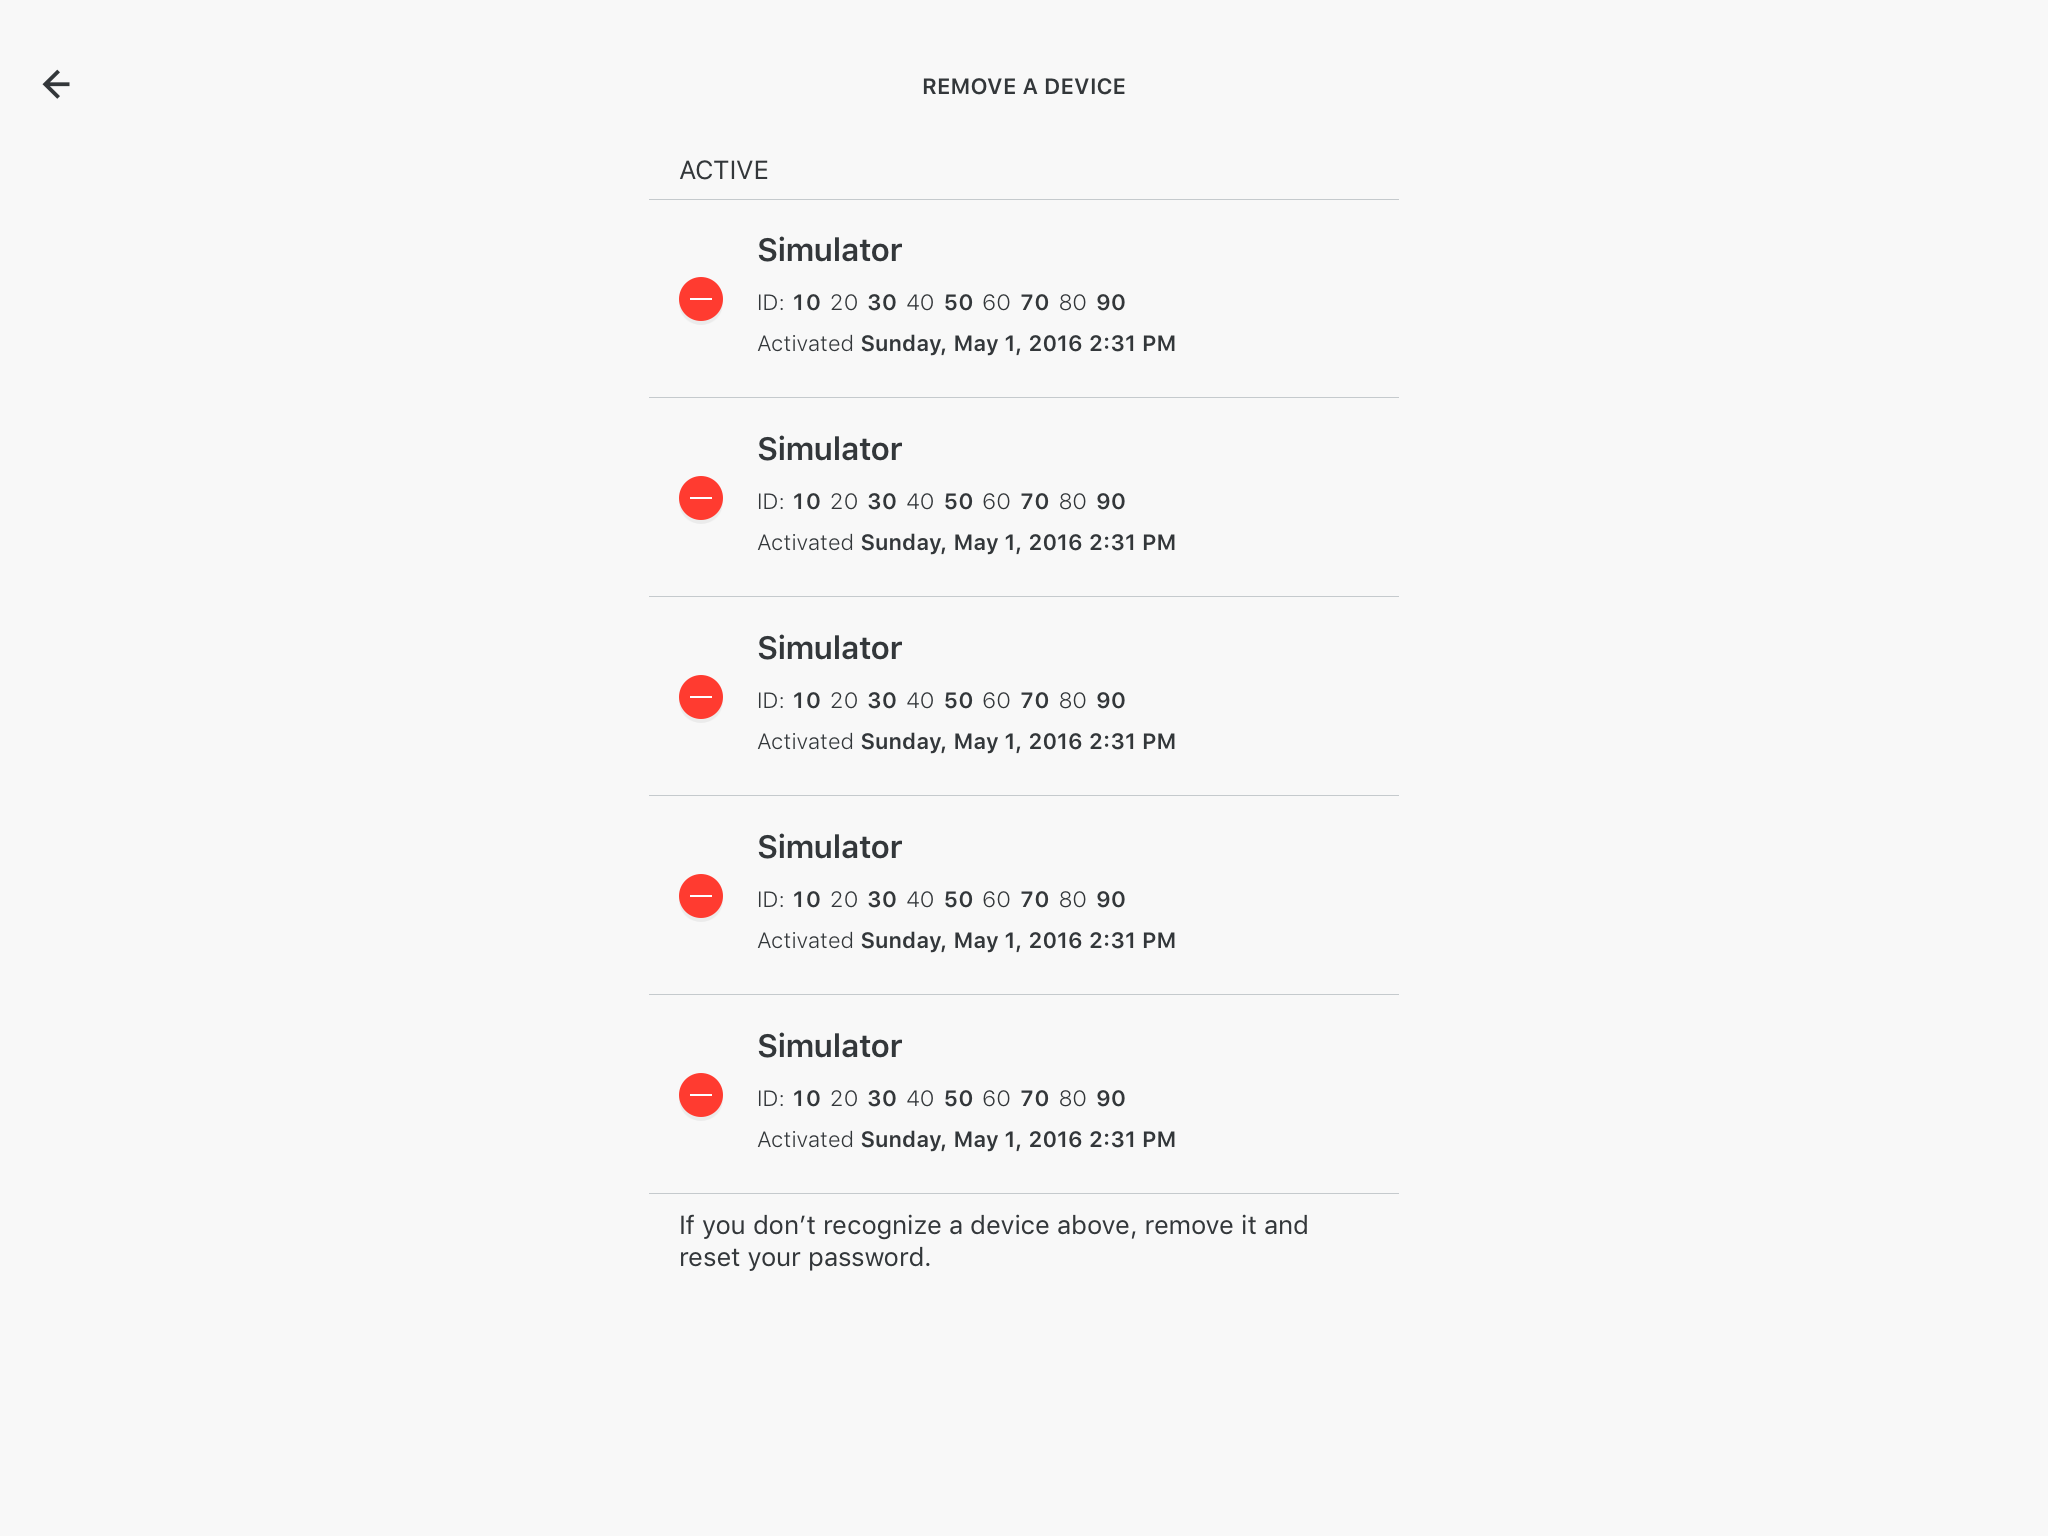 REMOVE A DEVICE
ACTIVE
Simulator
ID: 10 20 30 40 50 60 70 80 90
Activated Sunday, May 1, 2016 2:31 PM
Simulator
ID: 10 20 30 40 50 60 70 80 90
Activated Sunday, May 1, 2016 2:31 PM
Simulator
ID: 10 20 30 40 50 60 70 80 90
Activated Sunday, May 1, 2016 2:31 PM
Simulator
ID: 10 20 30 40 50 60 70 80 90
Activated Sunday, May 1, 2016 2:31 PM
Simulator
ID: 10 20 30 40 50 60 70 80 90
Activated Sunday, May 1, 2016 2:31 PM
If you don’t recognize a device above, remove it and
reset your password.